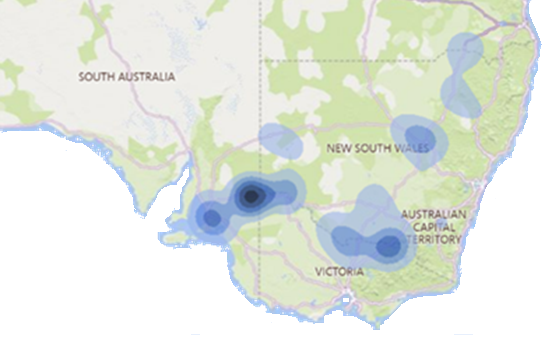 SOUTH AUSTRALIA
NEW SOUTH WALES
AUSTRALIAN
CAPITAL
TERRITORY
VICTORIA